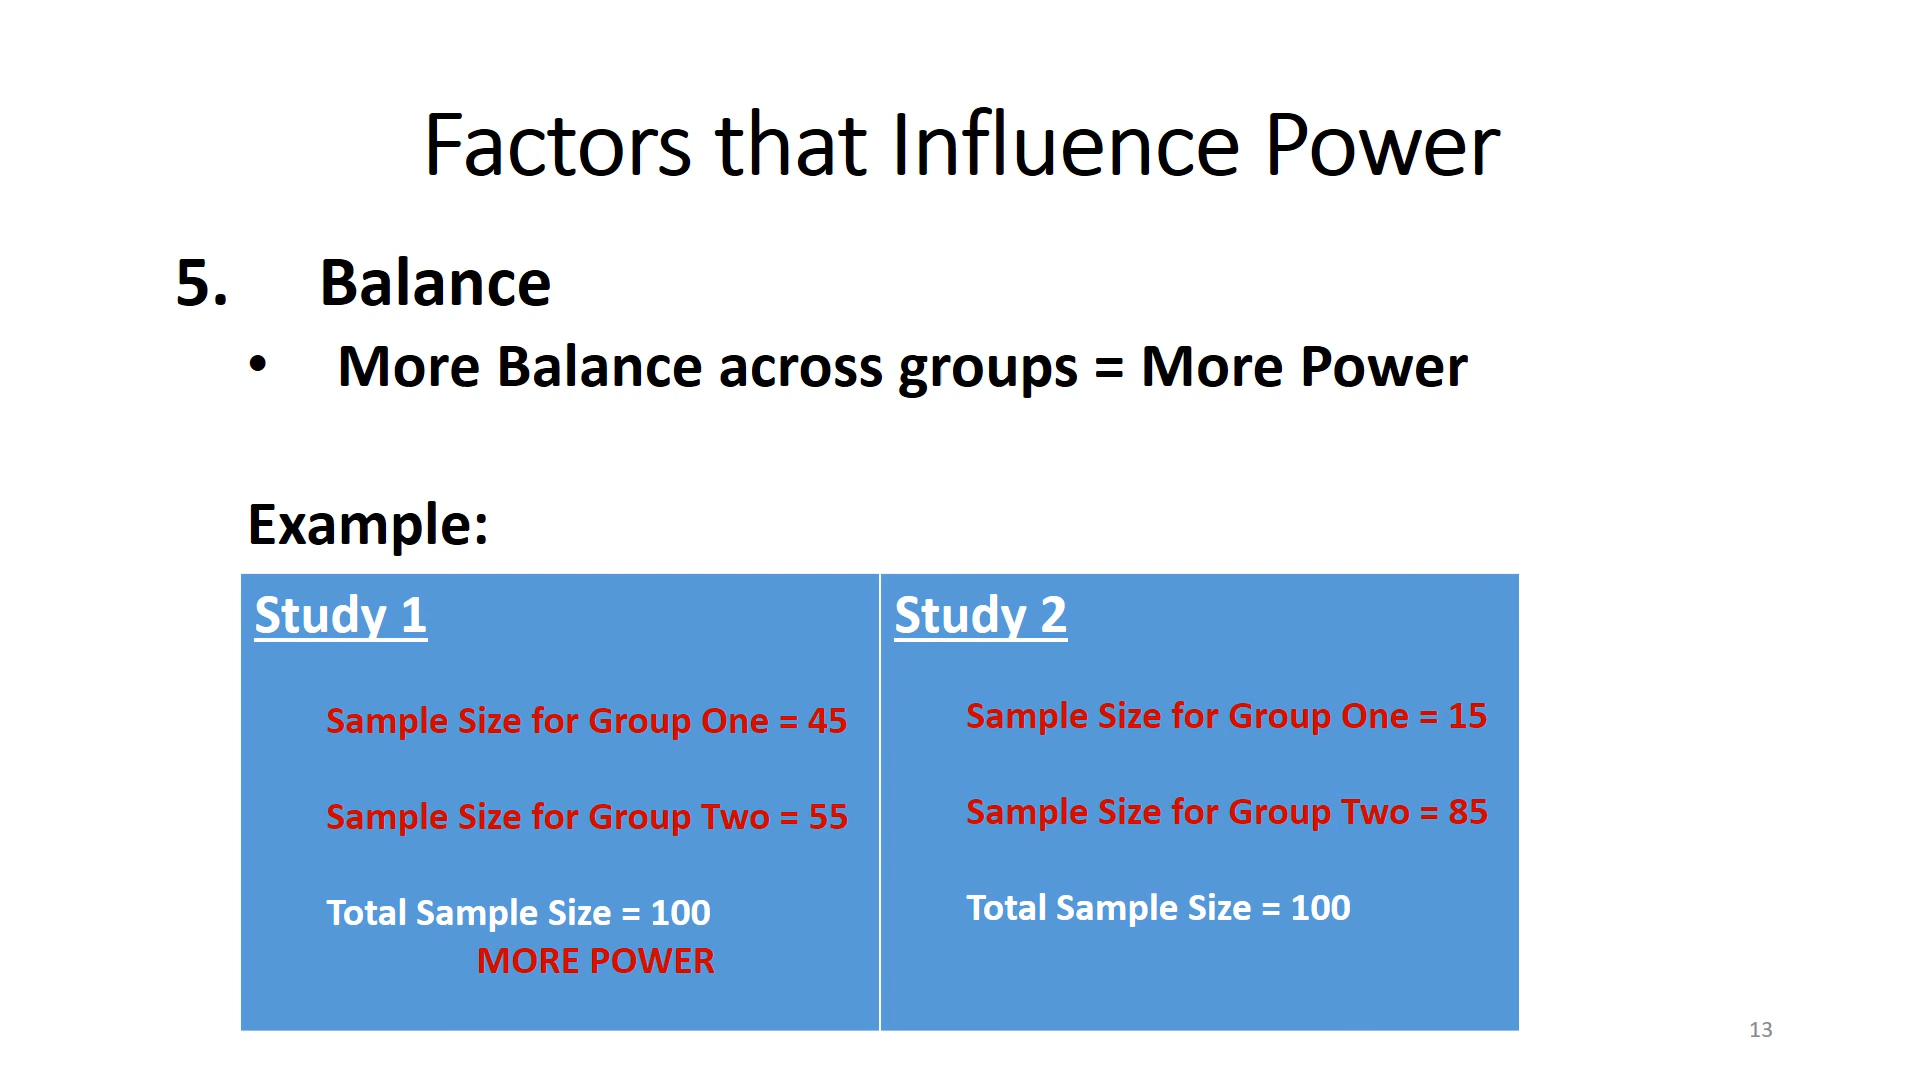 Factors that Influence Power
5. Balance
• More Balance across groups = More Power
Example:
Study 1
Sample Size for Group One = 45
Sample Size for Group Two = 55
Total Sample Size = 100
MORE POWER
Study 2
Sample Size for Group One = 15
Sample Size for Group Two = 85
Total Sample Size = 100
13